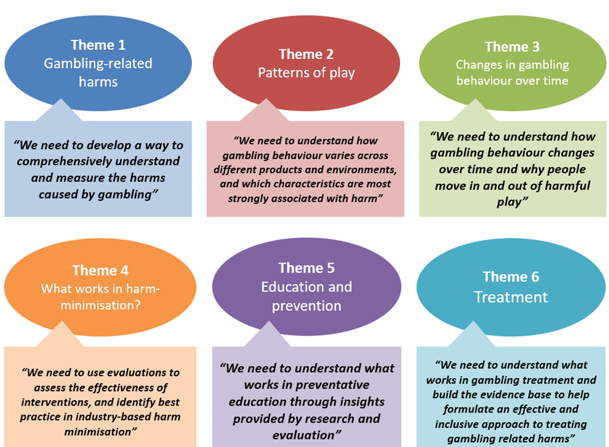 Theme 1
Gambling-related
harms
“We need to develop a way to
comprehensively understand
and measure the harms
caused by gambling”
Theme 2
Patterns of play
“We need to understand how
gambling behaviour varies across
different products and environments,
and which characteristics are most
strongly associated with harm”
Theme 3
Changes in gambling
behaviour over time
“We need to understand how
gambling behaviour changes
over time and why people
move in and out of harmful
play”
Theme 4
What works in harm-
minimisation?
“We need to use evaluations to
assess the effectiveness of
interventions, and identify best
practice in industry-based harm
minimisation”
Theme 5
Education and
prevention
“We need to understand what
works in preventative
education through insights
provided by research and
evaluation”
Theme 6
Treatment
“We need to understand what
works in gambling treatment and
build the evidence base to help
formulate an effective and
inclusive approach to treating
gambling related harms”